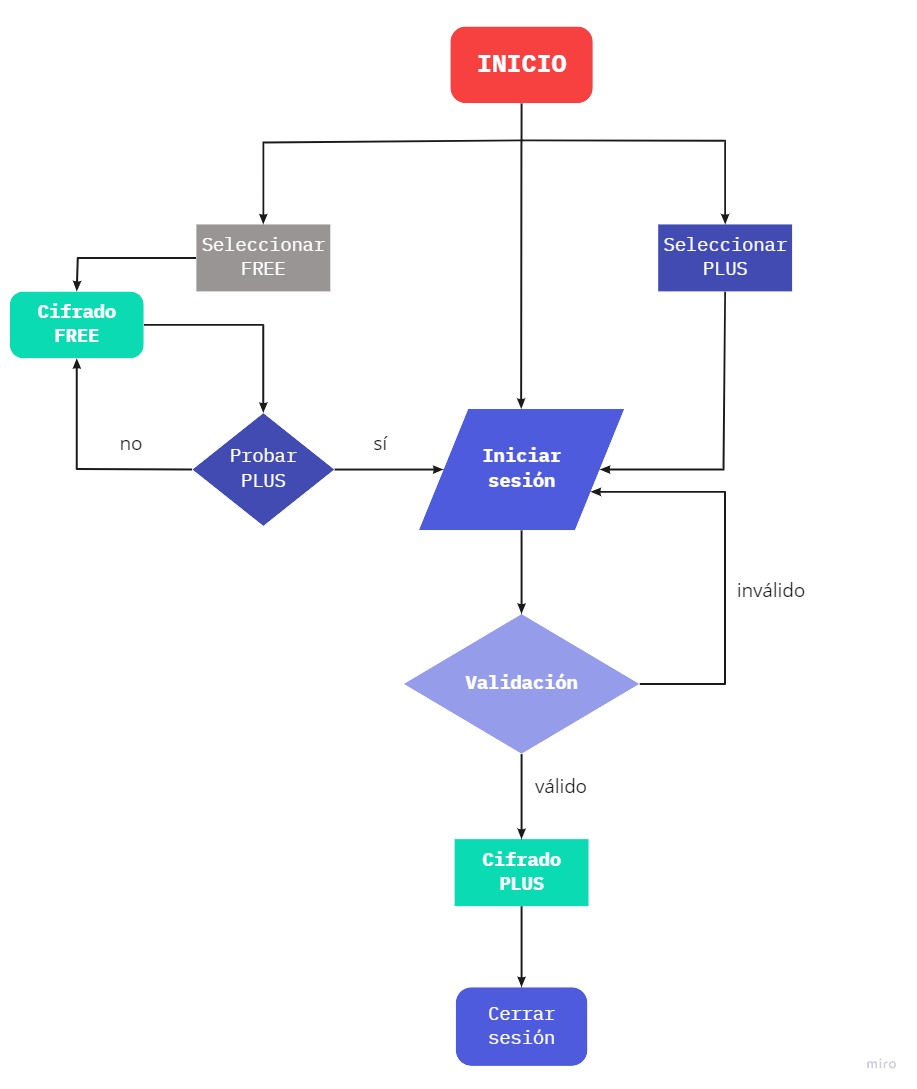 INICIO
Seleccionar
FREE
Seleccionar
PLUS
Cifrado
FREE
no
Probar
PLUS
sí
Iniciar
sesión
inválido
Validación
válido
Cifrado
PLUS
Cerrar
sesión
miro